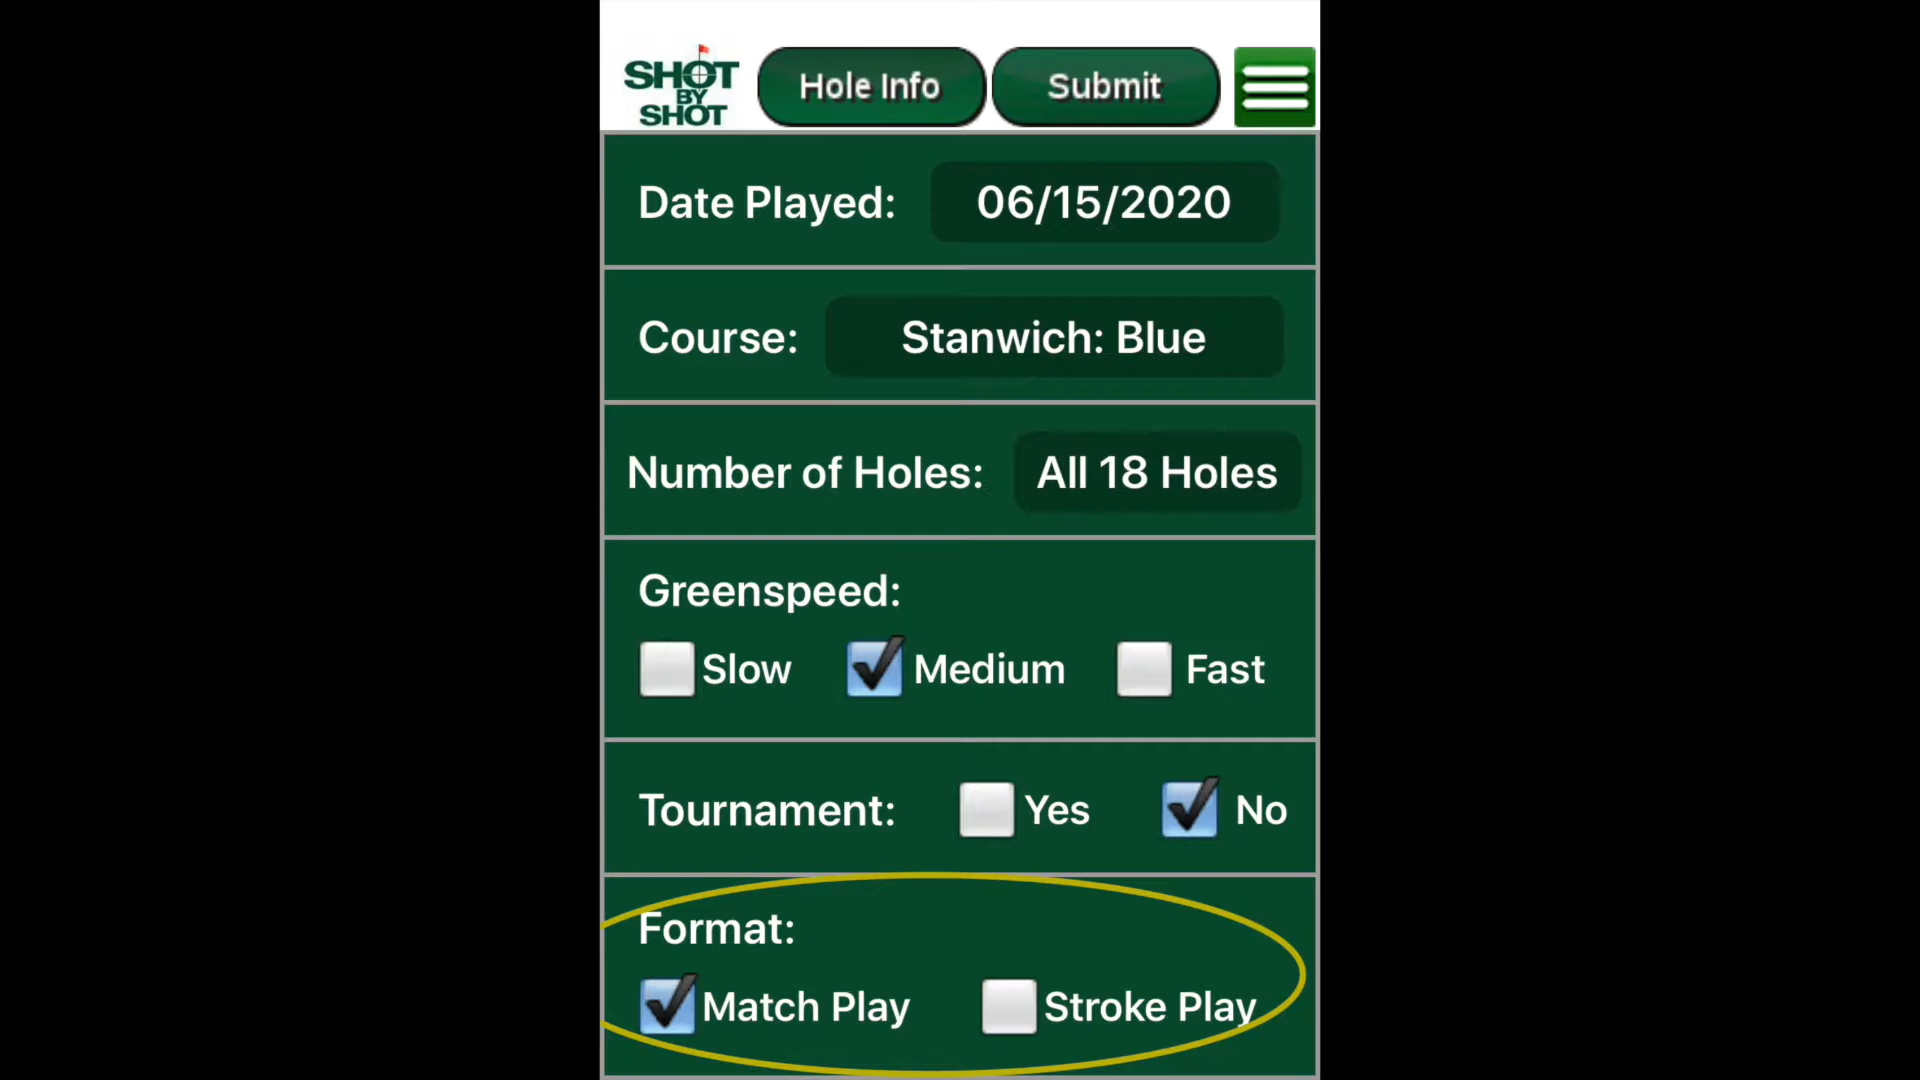 SHOT
BY
SHOT
Hole Info
Submit
Date Played: 06/15/2020
Course: Stanwich: Blue
Number of Holes: All 18 Holes
Greenspeed:
Slow Medium Fast
Tournament: Yes No
Format:
Match Play Stroke Play